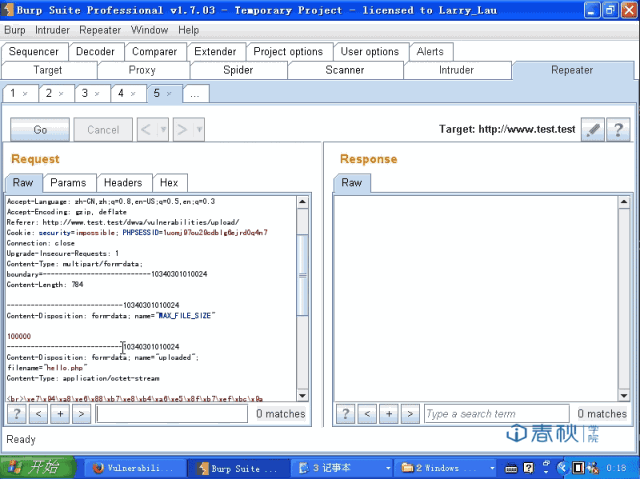 Burp Suite Professional v1.7.03 - Temporary Project - licensed to Larry_Lau
Burp Intruder Repeater Window Help
Sequencer Decoder Comparer Extender Project options User options Alerts
Target Proxy Spider Scanner Intruder Repeater
1 × 2 × 3 × 4 × 5 × ...
Go Cancel < > Target: http://www.test.test ?
Request Response
Raw Params Headers Hex Raw
Accept-Language: zh-CN,zh;q=0.8,en-US;q=0.5,en;q=0.3
Accept-Encoding: gzip, deflate
Referer: http://www.test.test/dvwa/vulnerabilities/upload/
Cookie: security=impossible;
Connection: close
Upgrade-Insecure-Requests: 1
Content-Type: multipart/form-data;
boundary=---------------------------10340301010024
Content-Length: 784
-----------------------------10340301010024
Content-Disposition: form-data; name="MAX_FILE_SIZE"
100000
-----------------------------10340301010024
Content-Disposition: form-data; name="uploaded";
filename="hello.php"
Content-Type: application/octet-stream
<br>\xe7\x94\xa8\xe6\x88\xb7\xe8\xb4\xa6\xe5\x8f\xb7\xef\xbc\x9a
? < + > 0 matches ? < + > Type a search term 0 matches
Ready
春秋学院
开始 Vulnerabili... Burp Suite ... 3 记事本 2 Windows ... 0:18